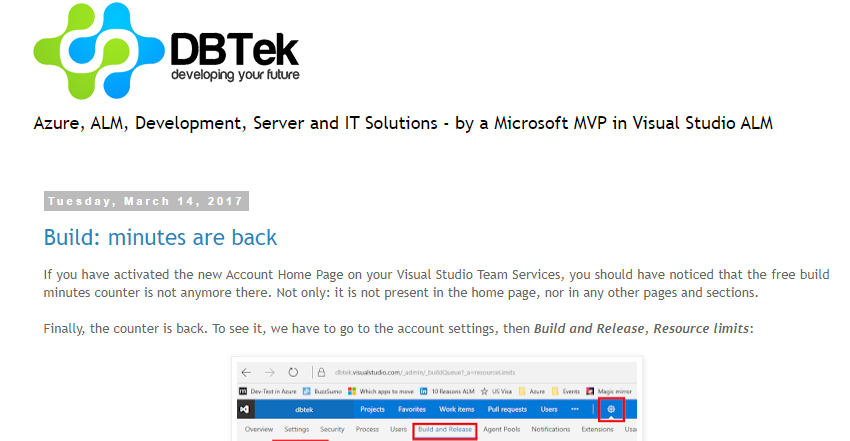 DBTek
developing your future
Azure, ALM, Development, Server and IT Solutions - by a Microsoft MVP in Visual Studio ALM
Tuesday, March 14, 2017
Build: minutes are back
If you have activated the new Account Home Page on your Visual Studio Team Services, you should have noticed that the free build
minutes counter is not anymore there. Not only: it is not present in the home page, nor in any other pages and sections.
Finally, the counter is back. To see it, we have to go to the account settings, then Build and Release, Resource limits:
dbtek.visualstudio.com/_admin/_buildQueue?_a=resourceLimits
Dev-Test in Azure BuzzSumo Which apps to move 10 Reasons ALM US Visa Azure Events Magic mirror
dbtek Projects Favorites Work items Pull requests Users ...
Overview Settings Security Process Users Build and Release Agent Pools Notifications Extensions Usa